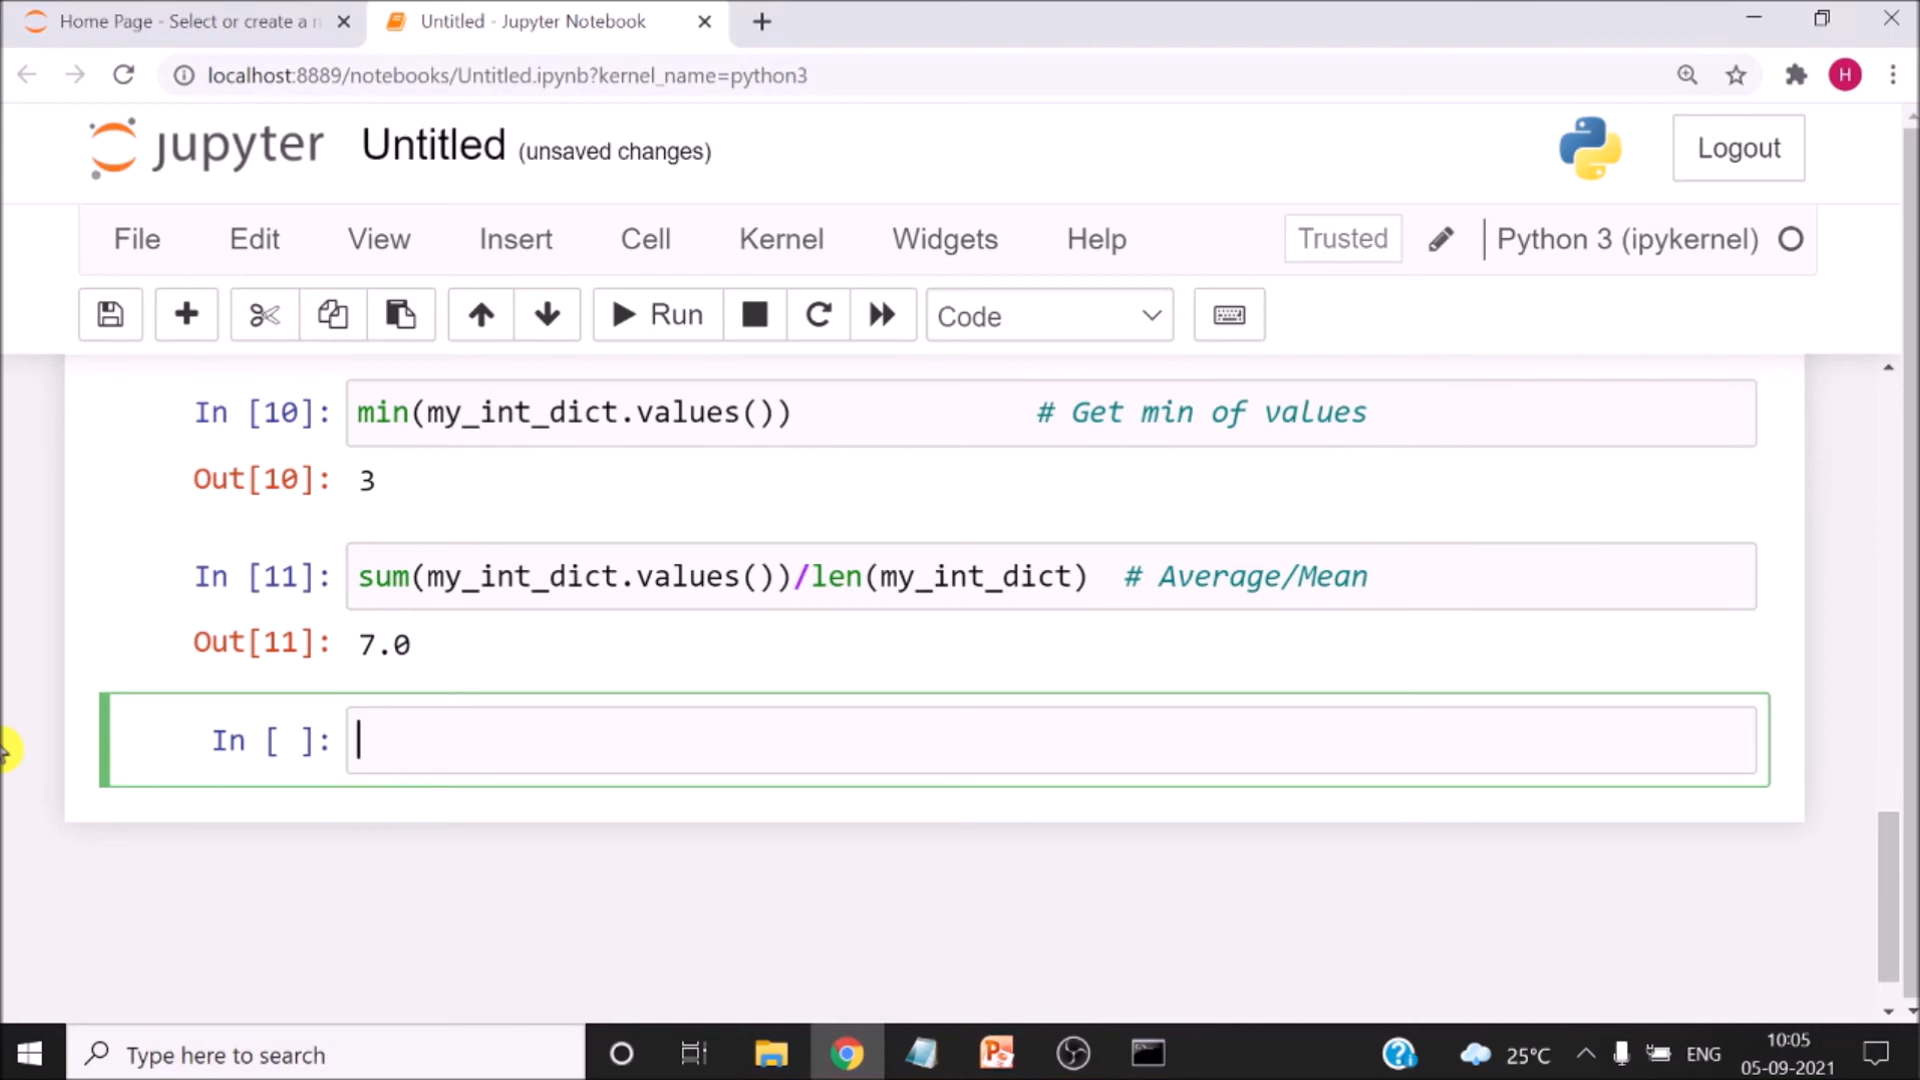 Home Page - Select or create a n
Untitled - Jupyter Notebook
localhost:8889/notebooks/Untitled.ipynb?kernel_name=python3
H
jupyter Untitled (unsaved changes)
Logout
File Edit View Insert Cell Kernel Widgets Help Trusted Python 3 (ipykernel)
Run Code
In [10]: min(my_int_dict.values()) # Get min of values
Out[10]: 3
In [11]: sum(my_int_dict.values())/len(my_int_dict) # Average/Mean
Out[11]: 7.0
In [ ]:
Type here to search
25°C
ENG
10:05
05-09-2021